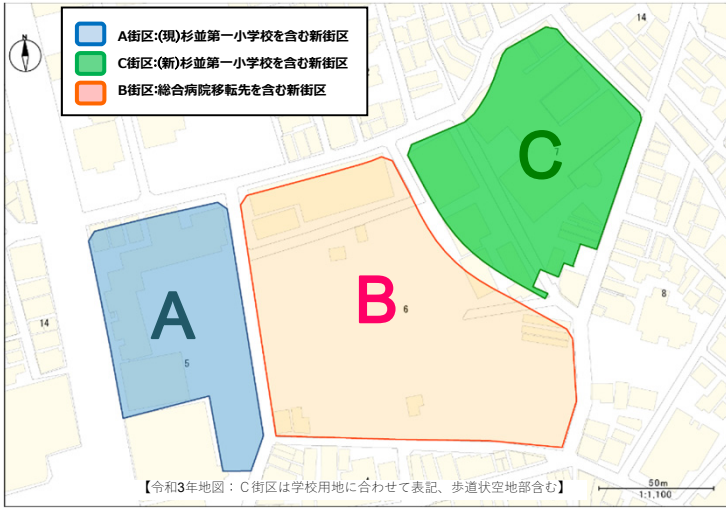 A街区:(現)杉並第一小学校を含む新街区
C街区:(新)杉並第一小学校を含む新街区
B街区:総合病院移転先を含む新街区
N
14
7
C
A
B
6
8
14
5
【令和3年地図：Ｃ街区は学校用地に合わせて表記、歩道状空地部含む】
50m
1:1,100